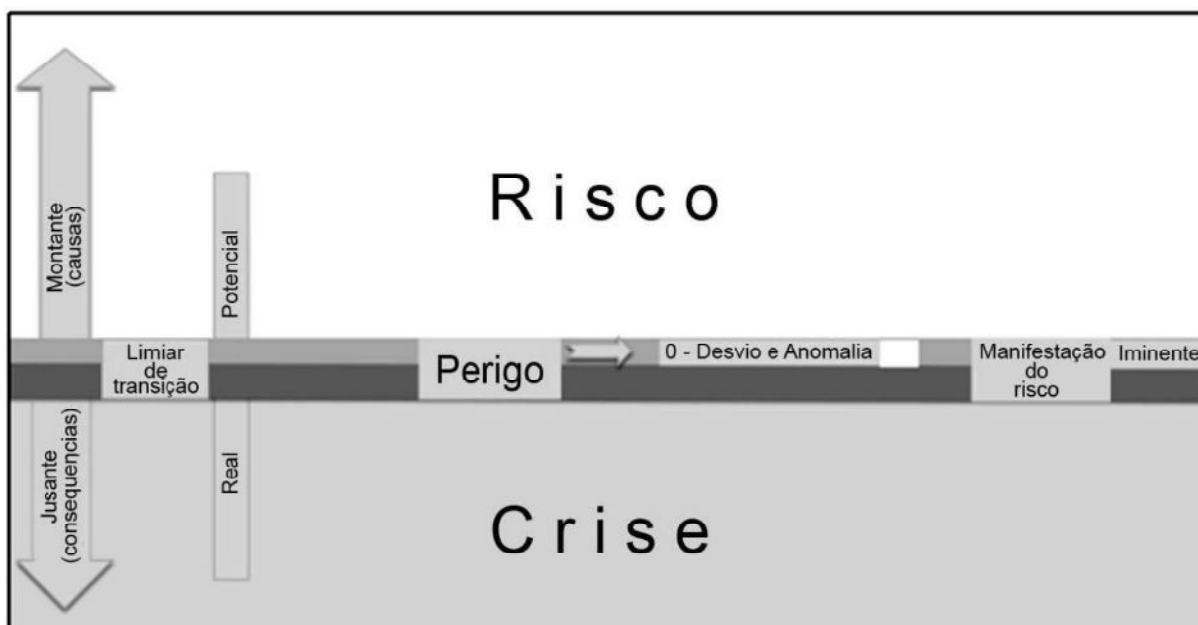 Risco
Montante
(causas)
Potencial
Limiar
de
transição
Perigo
0 - Desvio e Anomalia
Manifestação
do
risco
Iminente
Jusante
(consequencias)
Real
Crise